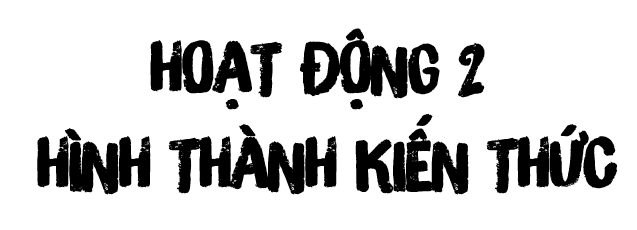 HOẠT ĐỘNG 2
HÌNH THÀNH KIẾN THỨC